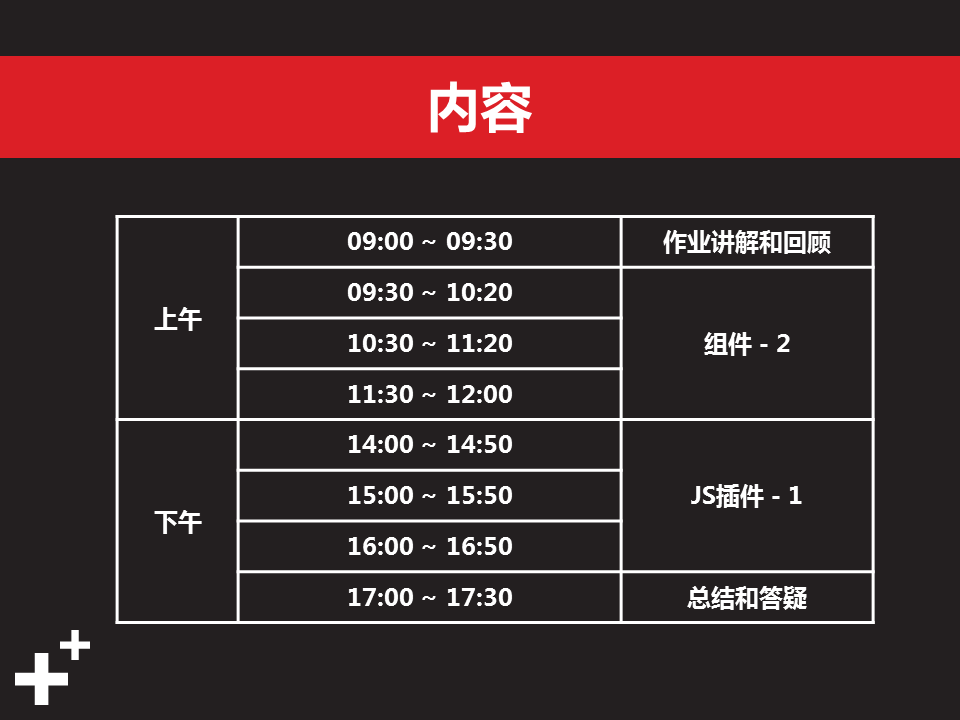 内容
上午
09:00 ~ 09:30
作业讲解和回顾
09:30 ~ 10:20
10:30 ~ 11:20
11:30 ~ 12:00
组件 - 2
下午
14:00 ~ 14:50
15:00 ~ 15:50
16:00 ~ 16:50
JS插件 - 1
17:00 ~ 17:30
总结和答疑